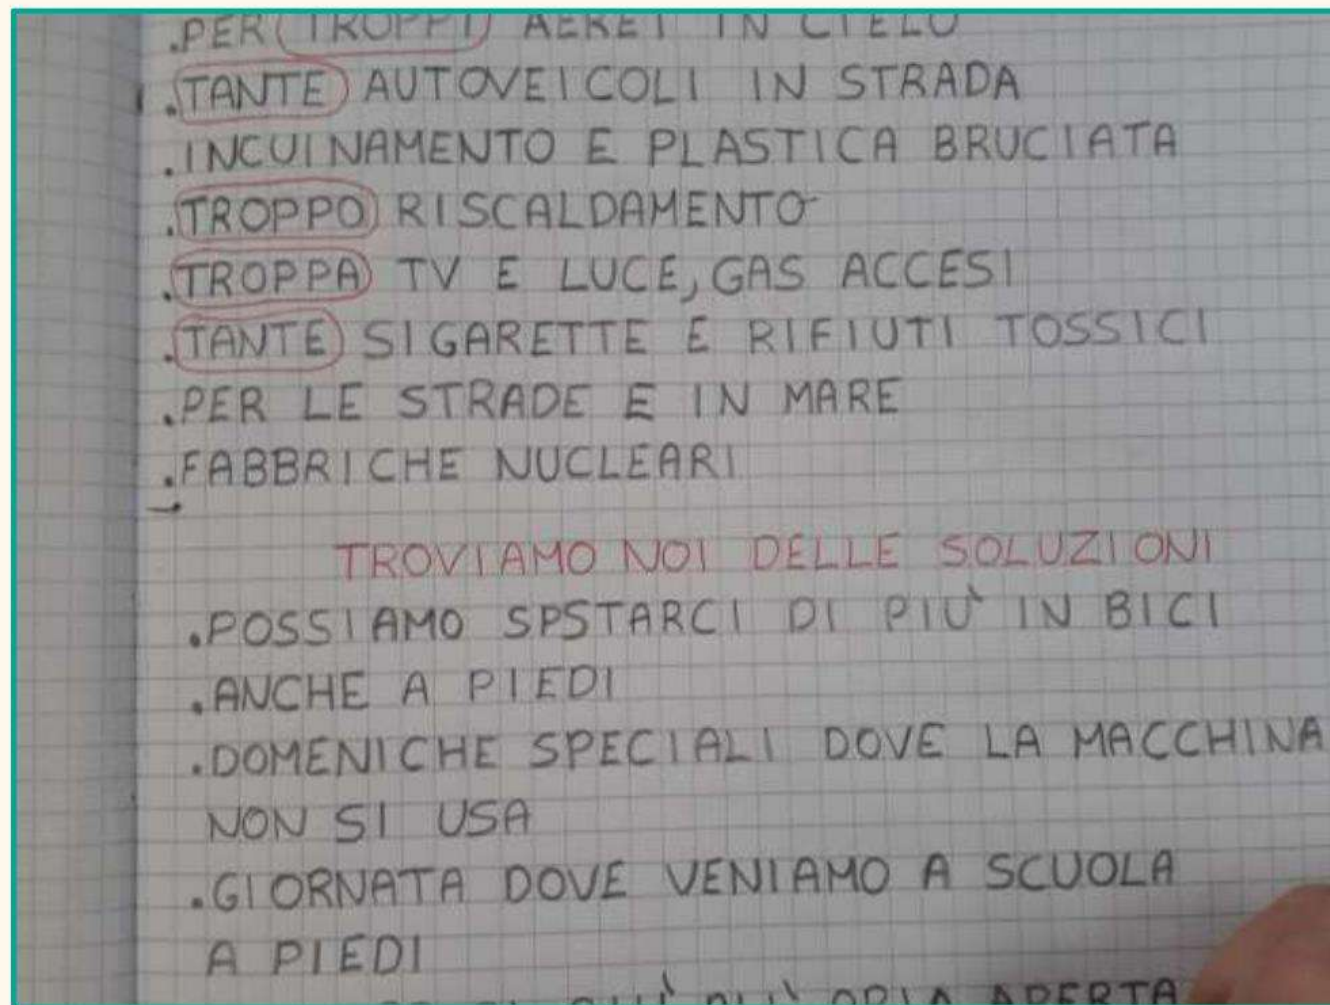 .PER TROPPI AEREI IN CIELO
.TANTE AUTOVEICOLI IN STRADA
.INCUINAMENTO E PLASTICA BRUCIATA
.TROPPO RISCALDAMENTO
.TROPPA TV E LUCE, GAS ACCESI
.TANTE SIGARETTE E RIFIUTI TOSSICI
.PER LE STRADE E IN MARE
.FABBRICHE NUCLEARI
TROVIAMO NOI DELLE SOLUZIONI
.POSSIAMO SPSTARCI DI PIÙ IN BICI
.ANCHE A PIEDI
.DOMENICHE SPECIALI DOVE LA MACCHINA
NON SI USA
.GIORNATA DOVE VENIAMO A SCUOLA
A PIEDI
ARIA APERTA